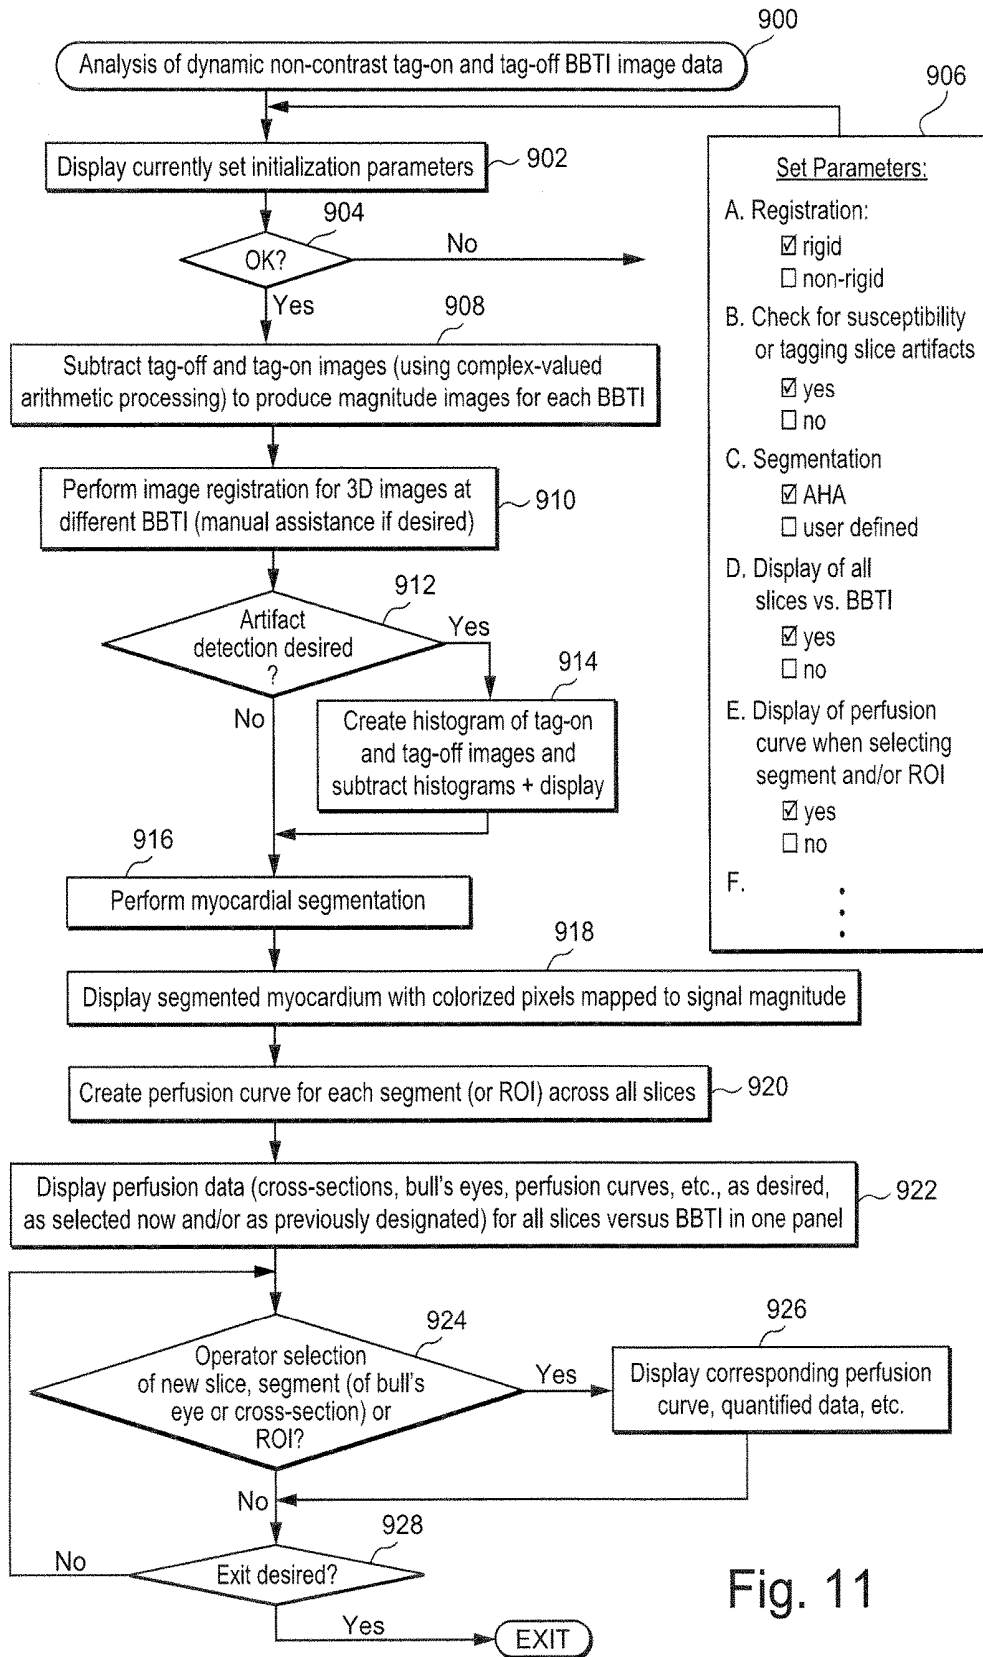 900
Analysis of dynamic non-contrast tag-on and tag-off BBTI image data
906
Display currently set initialization parameters
902
904
OK?
No
Yes
908
Subtract tag-off and tag-on images (using complex-valued
arithmetic processing) to produce magnitude images for each BBTI
Perform image registration for 3D images at
different BBTI (manual assistance if desired)
910
912
Artifact
detection desired
?
Yes
No
914
Create histogram of tag-on
and tag-off images and
subtract histograms + display
916
Perform myocardial segmentation
918
Display segmented myocardium with colorized pixels mapped to signal magnitude
Create perfusion curve for each segment (or ROI) across all slices
920
Display perfusion data (cross-sections, bull's eyes, perfusion curves, etc., as desired,
as selected now and/or as previously designated) for all slices versus BBTI in one panel
922
924
Operator selection
of new slice, segment (of bull's
eye or cross-section) or
ROI?
Yes
926
Display corresponding perfusion
curve, quantified data, etc.
No
928
Exit desired?
No
Yes
EXIT
Set Parameters:
A. Registration:
☑ rigid
☐ non-rigid
B. Check for susceptibility
or tagging slice artifacts
☑ yes
☐ no
C. Segmentation
☑ AHA
☐ user defined
D. Display of all
slices vs. BBTI
☑ yes
☐ no
E. Display of perfusion
curve when selecting
segment and/or ROI
☑ yes
☐ no
F.
Fig. 11